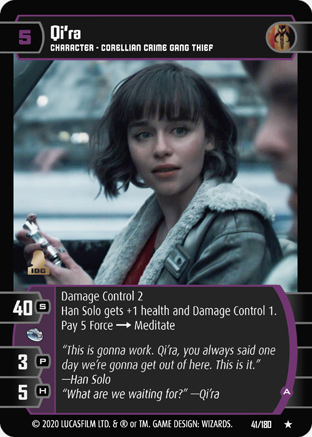 5
Qi'ra
CHARACTER - CORELLIAN CRIME GANG THIEF
IDC
40 S
3 P
5 H
Damage Control 2
Han Solo gets +1 health and Damage Control 1.
Pay 5 Force → Meditate
"This is gonna work. Qi'ra, you always said one
day we're gonna get out of here. This is it."
—Han Solo
"What are we waiting for?" —Qi'ra
A
© 2020 LUCASFILM LTD. & ® or TM. GAME DESIGN: WIZARDS.
41/180 ★